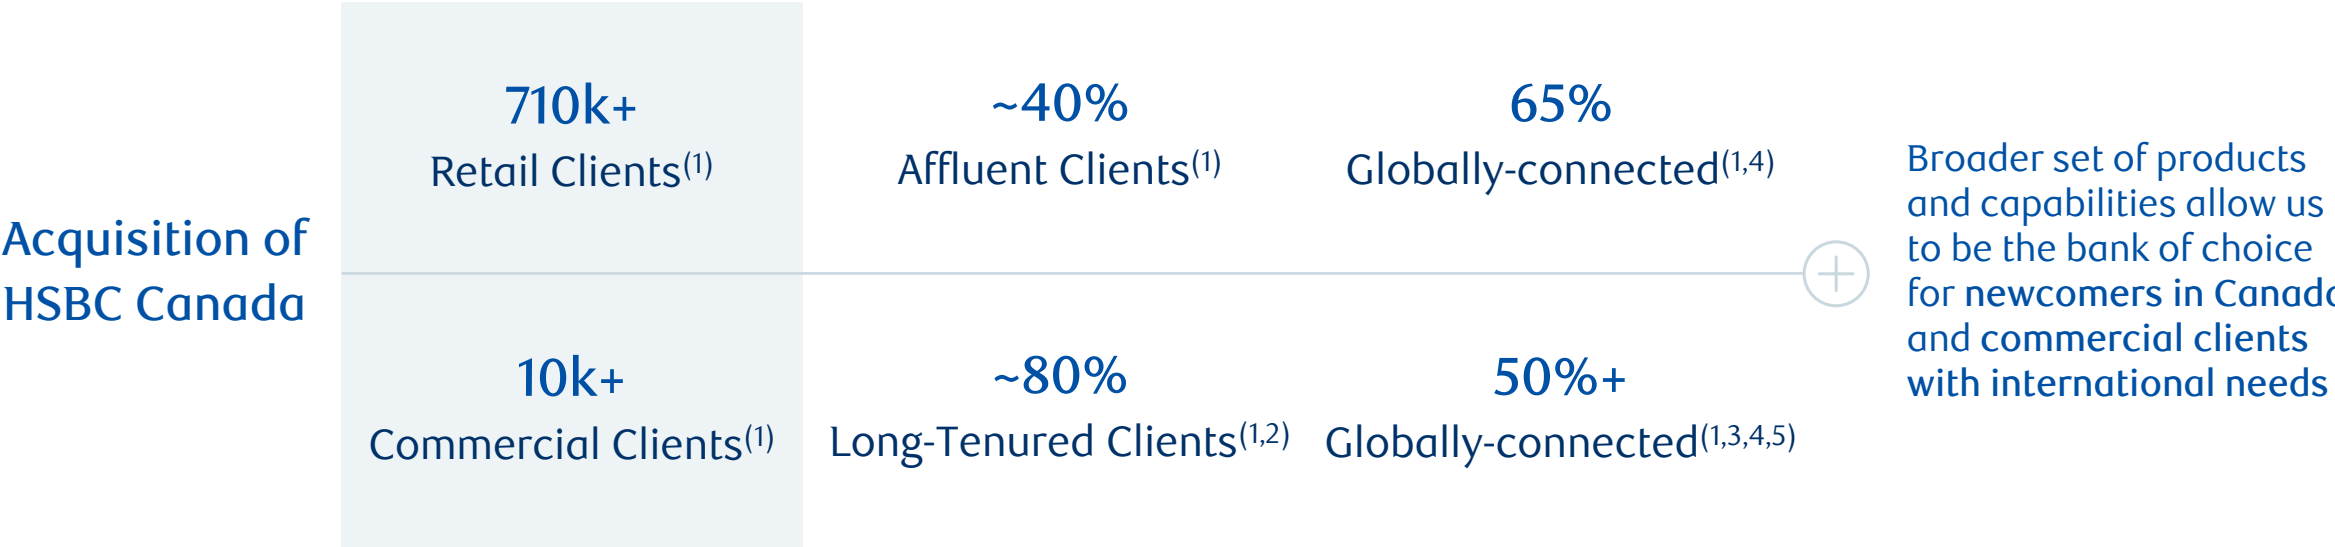 Acquisition of
HSBC Canada
710k+
Retail Clients(1)
~40%
Affluent Clients(1)
65%
Globally-connected(1,4)
10k+
Commercial Clients(1)
~80%
Long-Tenured Clients(1,2)
50%+
Globally-connected(1,3,4,5)
Broader set of products
and capabilities allow us
to be the bank of choice
for newcomers in Canada
and commercial clients
with international needs